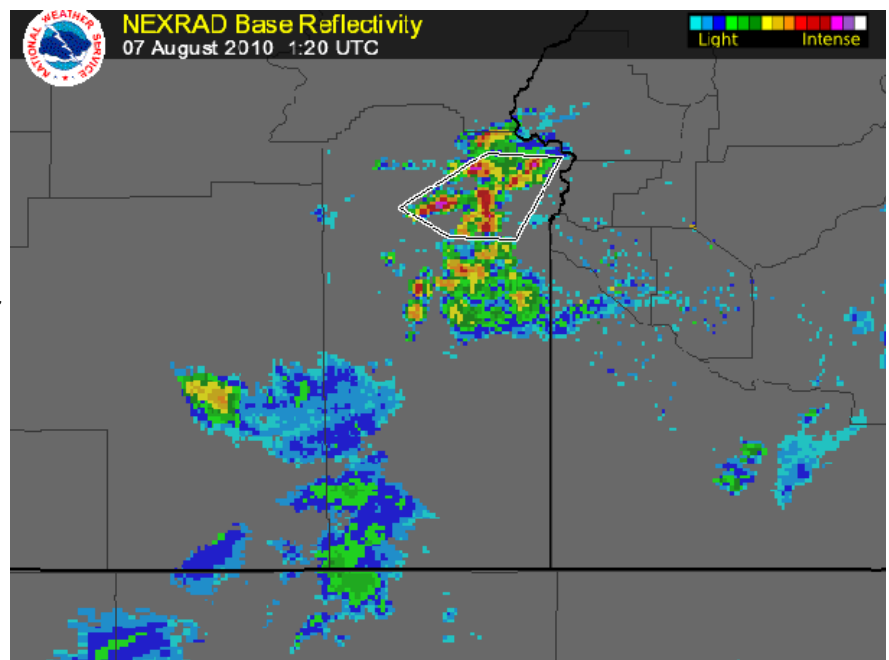 NEXRAD Base Reflectivity
07 August 2010 1:20 UTC
NATIONAL WEATHER SERVICE
Light Intense